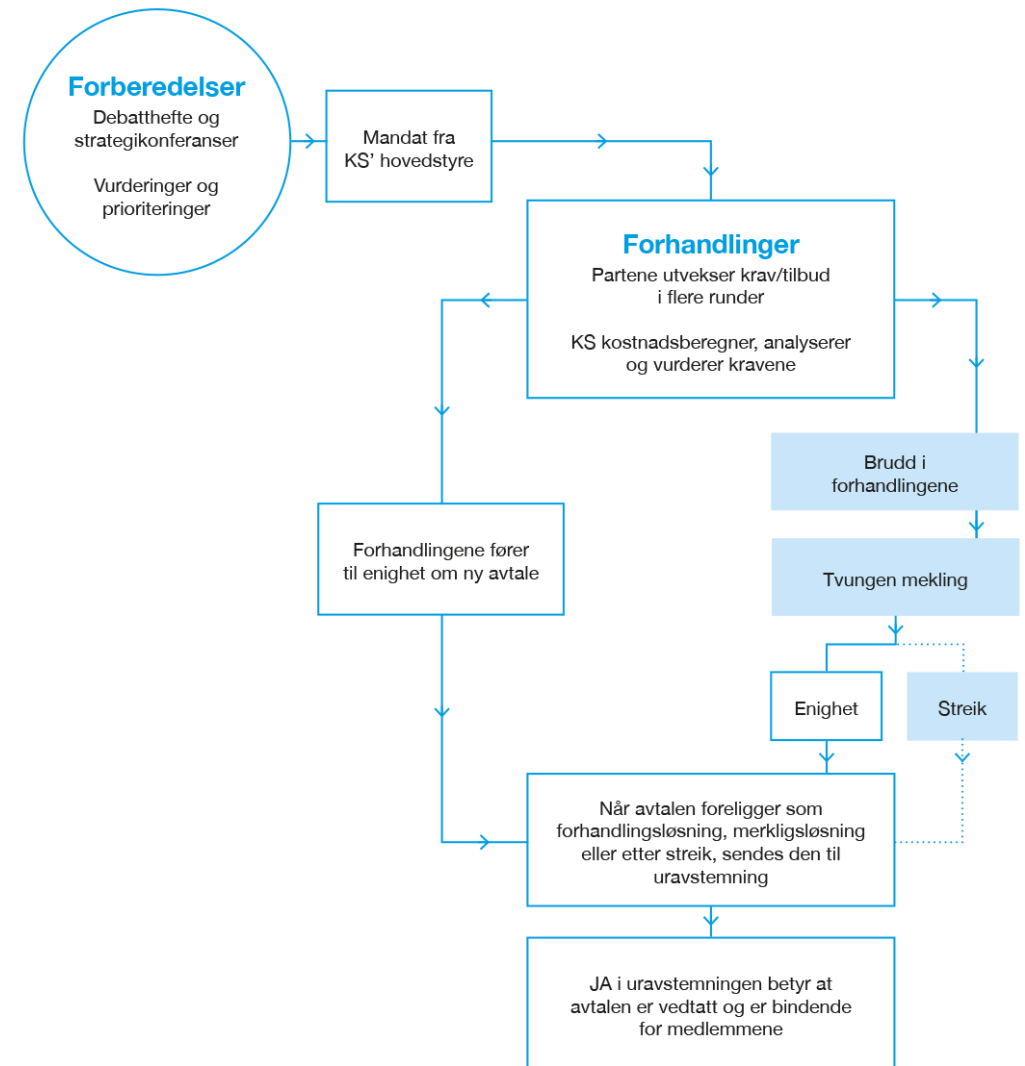 Forberedelser
Debatthefte og
strategikonferanser
Vurderinger og
prioriteringer
Mandat fra
KS’ hovedstyre
Forhandlinger
Partene utvekser krav/tilbud
i flere runder
KS kostnadsberegner, analyserer
og vurderer kravene
Brudd i
forhandlingene
Forhandlingene fører
til enighet om ny avtale
Tvungen mekling
Enighet
Streik
Når avtalen foreligger som
forhandlingsløsning, merkligsløsning
eller etter streik, sendes den til
uravstemning
JA i uravstemningen betyr at
avtalen er vedtatt og er bindende
for medlemmene